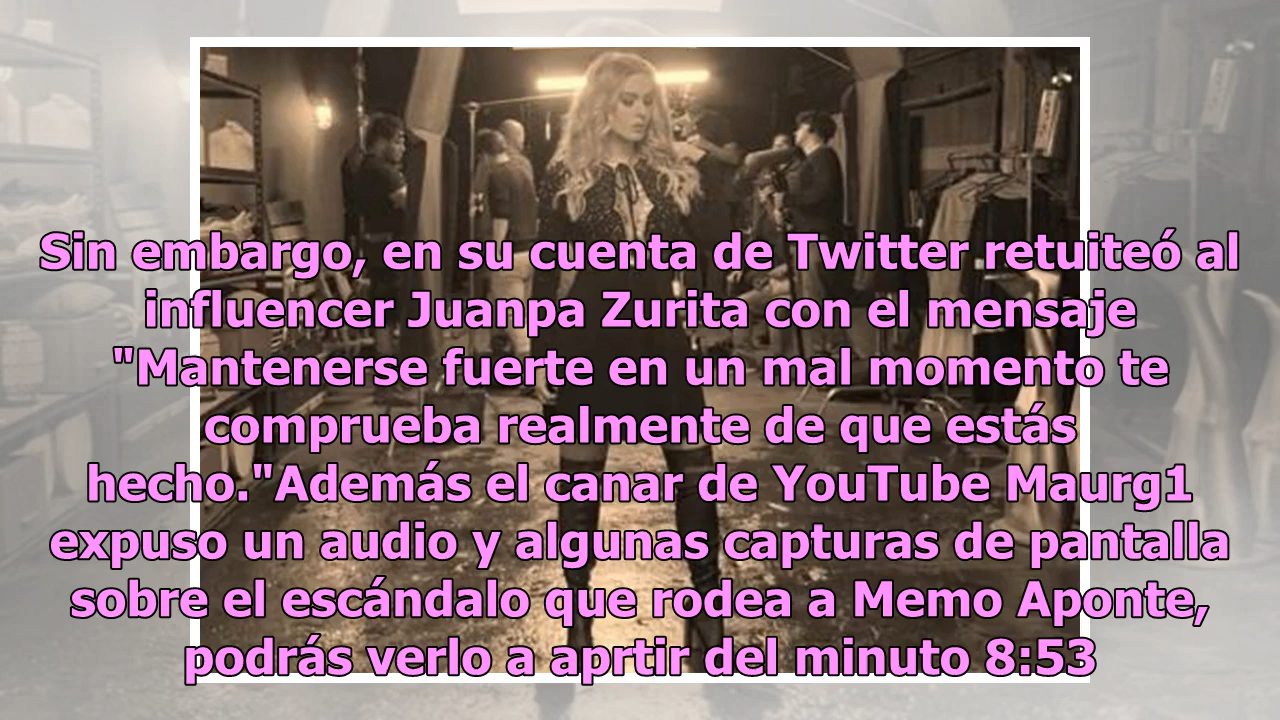 Sin embargo, en su cuenta de Twitter retuiteó al
influencer Juanpa Zurita con el mensaje
"Mantenerse fuerte en un mal momento te
comprueba realmente de que estás
hecho."Además el canar de YouTube Maurg1
expuso un audio y algunas capturas de pantalla
sobre el escándalo que rodea a Memo Aponte,
podrás verlo a aprtir del minuto 8:53